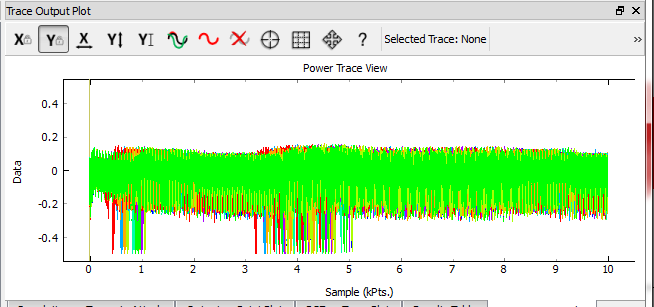 Trace Output Plot
X Y X Y Y ? Selected Trace: None »
Power Trace View
0.4
0.2
0
-0.2
-0.4
Data
0 1 2 3 4 5 6 7 8 9 10
Sample (kPts.)